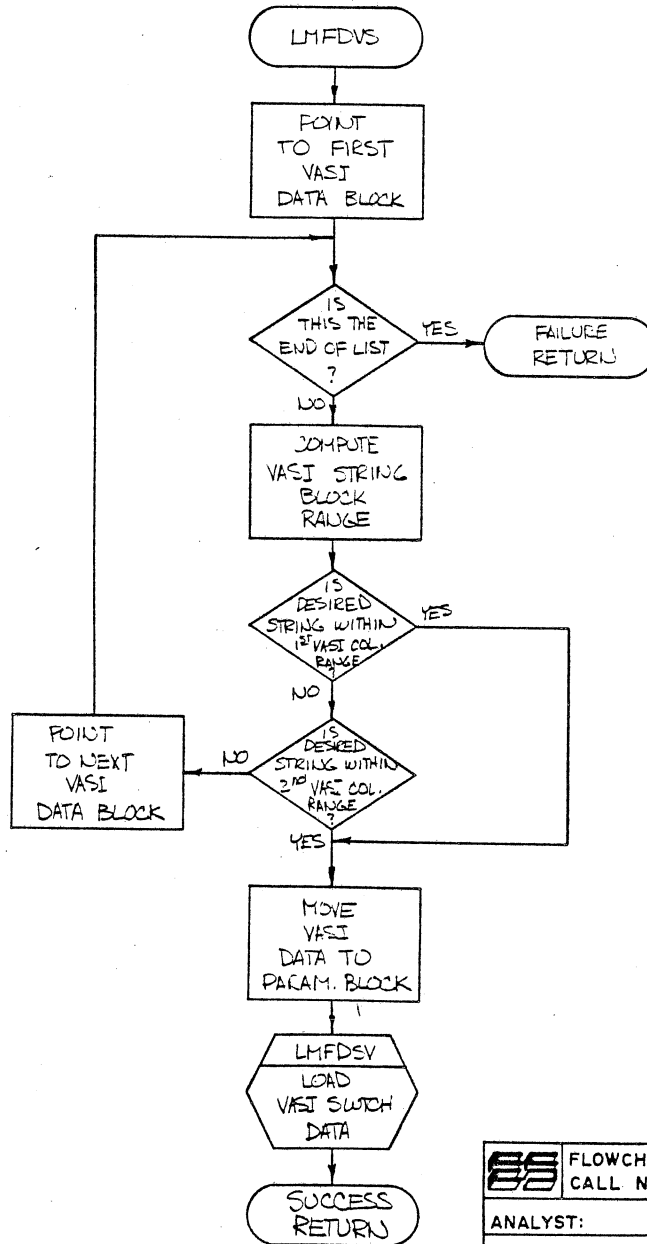 LMFDVS
POINT
TO FIRST
VASI
DATA BLOCK
IS
THIS THE
END OF LIST
?
YES
FAILURE
RETURN
NO
COMPUTE
VASI STRING
BLOCK
RANGE
IS
DESIRED
STRING WITHIN
1ST VASI COL.
RANGE
?
YES
NO
IS
DESIRED
STRING WITHIN
2nd VASI COL.
RANGE
?
NO
POINT
TO NEXT
VASI
DATA BLOCK
YES
MOVE
VASI
DATA TO
PARAM. BLOCK
LMFDSV
LOAD
VASI SWTCH
DATA
SUCCESS
RETURN
FLOWCH
CALL N
ANALYST: